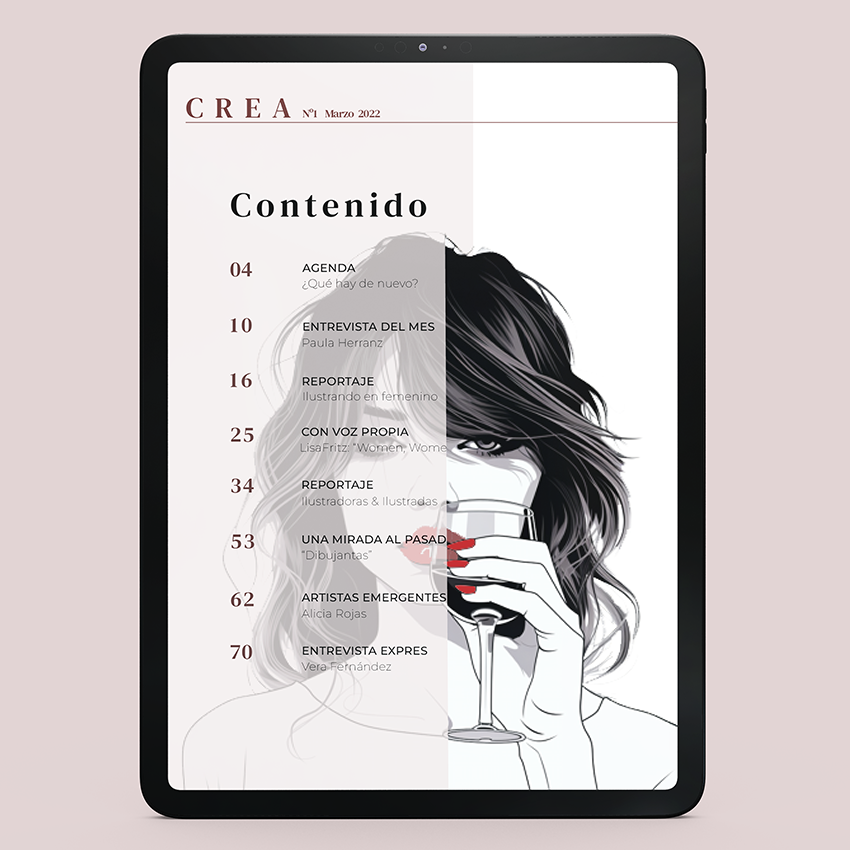 CREA Nº1 Marzo 2022
Contenido
04 AGENDA
¿Qué hay de nuevo?
10 ENTREVISTA DEL MES
Paula Herranz
16 REPORTAJE
Ilustrando en femenino
25 CON VOZ PROPIA
LisaFritz: “Women, Wome
34 REPORTAJE
Ilustradoras & Ilustradas
53 UNA MIRADA AL PASAD
“Dibujantas”
62 ARTISTAS EMERGENTES
Alicia Rojas
70 ENTREVISTA EXPRES
Vera Fernández